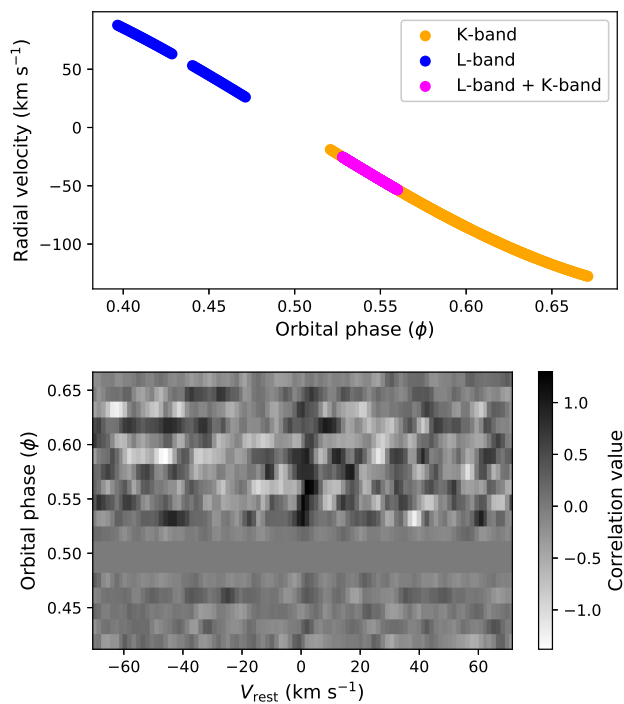 K-band
L-band
L-band + K-band
50
0
−50
−100
Radial velocity (km s⁻¹)
0.40 0.45 0.50 0.55 0.60 0.65
Orbital phase (ϕ)
0.65
0.60
0.55
0.50
0.45
Orbital phase (ϕ)
−60 −40 −20 0 20 40 60
V_rest (km s⁻¹)
1.0
0.5
0.0
−0.5
−1.0
Correlation value